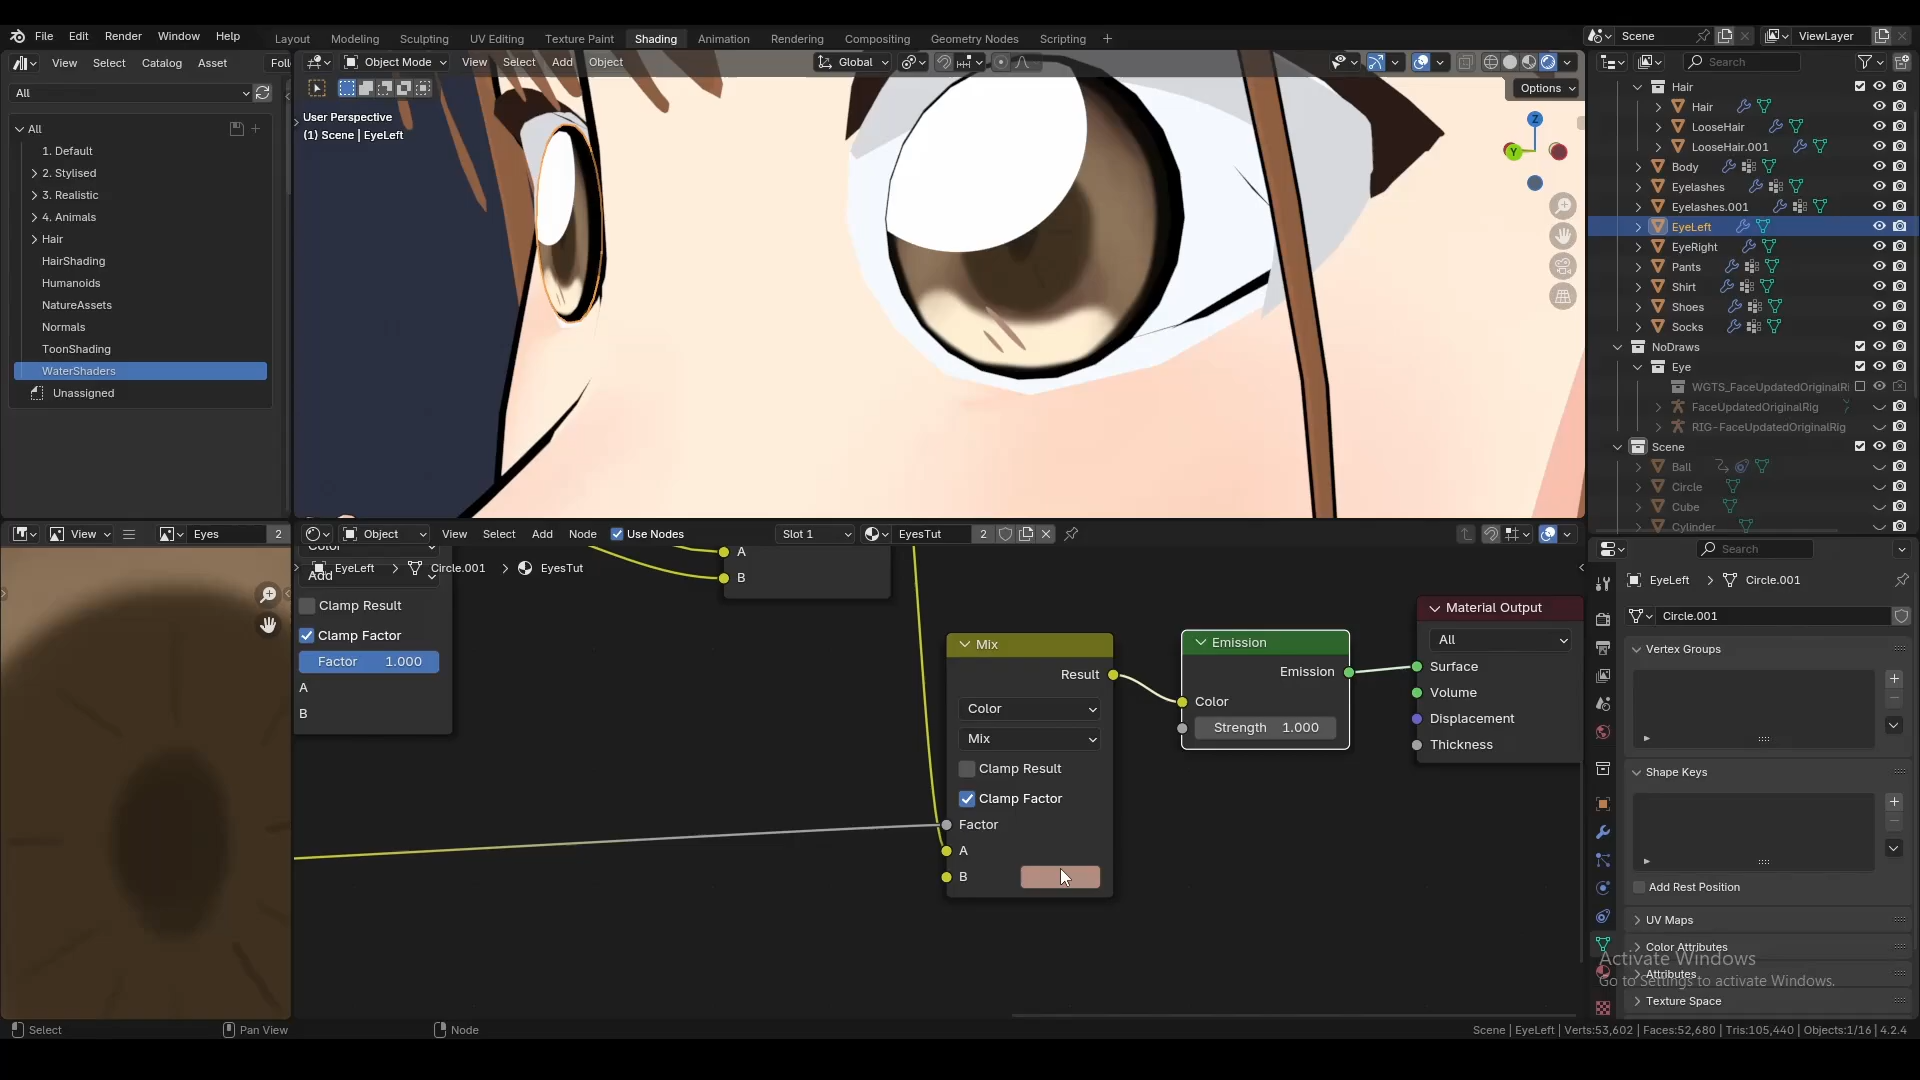 File Edit Render Window Help Layout Modeling Sculpting UV Editing Texture Paint Shading Animation Rendering Compositing Geometry Nodes Scripting + Scene ViewLayer
View Select Catalog Asset Foll Object Mode View Select Add Object Global Search
All Options
Hair
Hair
LooseHair
LooseHair.001
Body
Eyelashes
Eyelashes.001
EyeLeft
EyeRight
Pants
Shirt
Shoes
Socks
NoDraws
Eye
WGTS_FaceUpdatedOriginalRi
FaceUpdatedOriginalRig
RIG-FaceUpdatedOriginalRig
Scene
Ball
Circle
Cube
Cylinder
User Perspective
(1) Scene | EyeLeft
Z
Y
All
1. Default
2. Stylised
3. Realistic
4. Animals
Hair
HairShading
Humanoids
NatureAssets
Normals
ToonShading
WaterShaders
Unassigned
View Eyes 2 Object View Select Add Node Use Nodes Slot 1 EyesTut 2 Search
EyeLeft Circle.001 EyesTut
Color
Add
Clamp Result
Clamp Factor
Factor 1.000
A
B
A
B
Mix
Result
Color
Mix
Clamp Result
Clamp Factor
Factor
A
B
Emission
Emission
Color
Strength 1.000
Material Output
All
Surface
Volume
Displacement
Thickness
EyeLeft Circle.001
Circle.001
Vertex Groups
Shape Keys
Add Rest Position
UV Maps
Color Attributes
Activate Windows
Attributes
Go to Settings to activate Windows.
Texture Space
Select Pan View Node Scene | EyeLeft | Verts:53,602 | Faces:52,680 | Tris:105,440 | Objects:1/16 | 4.2.4